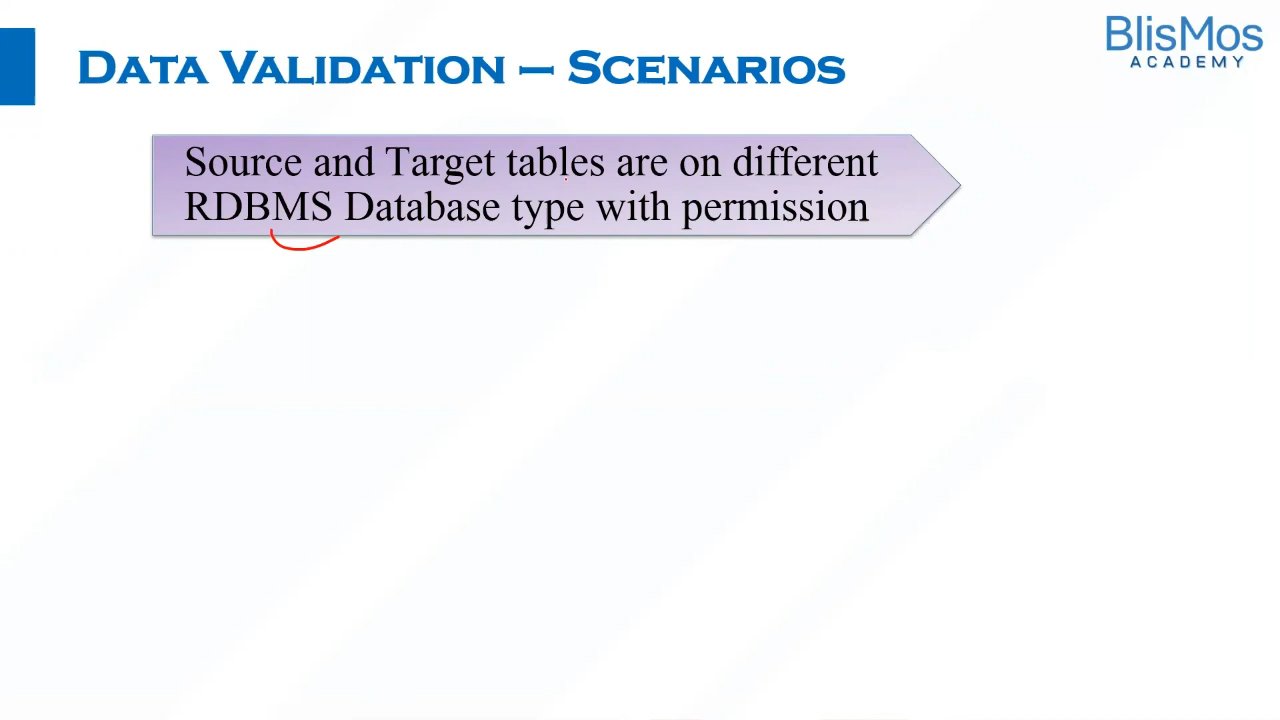 DATA VALIDATION – SCENARIOS
BlisMos
ACADEMY
Source and Target tables are on different
RDBMS Database type with permission